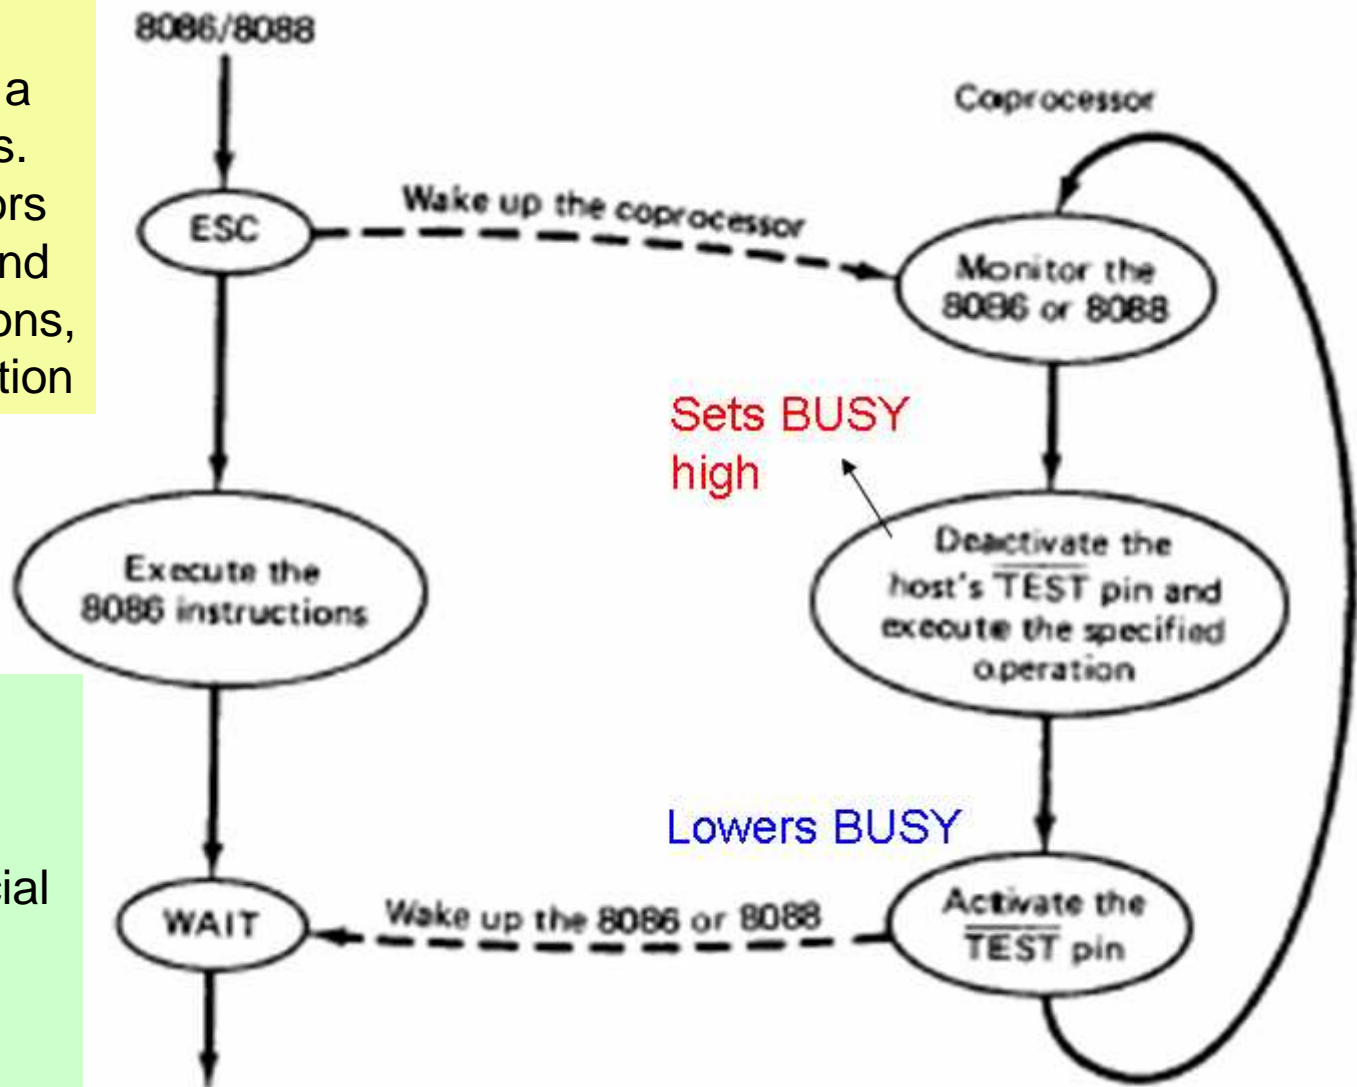 a
s.
ors
nd
ons,
tion
cial
8086/8088
ESC
Wake up the coprocessor
Coprocessor
Monitor the
8086 or 8088
Sets BUSY
high
Execute the
8086 instructions
Deactivate the
host's TEST pin and
execute the specified
operation
Lowers BUSY
WAIT
Wake up the 8086 or 8088
Activate the
TEST pin